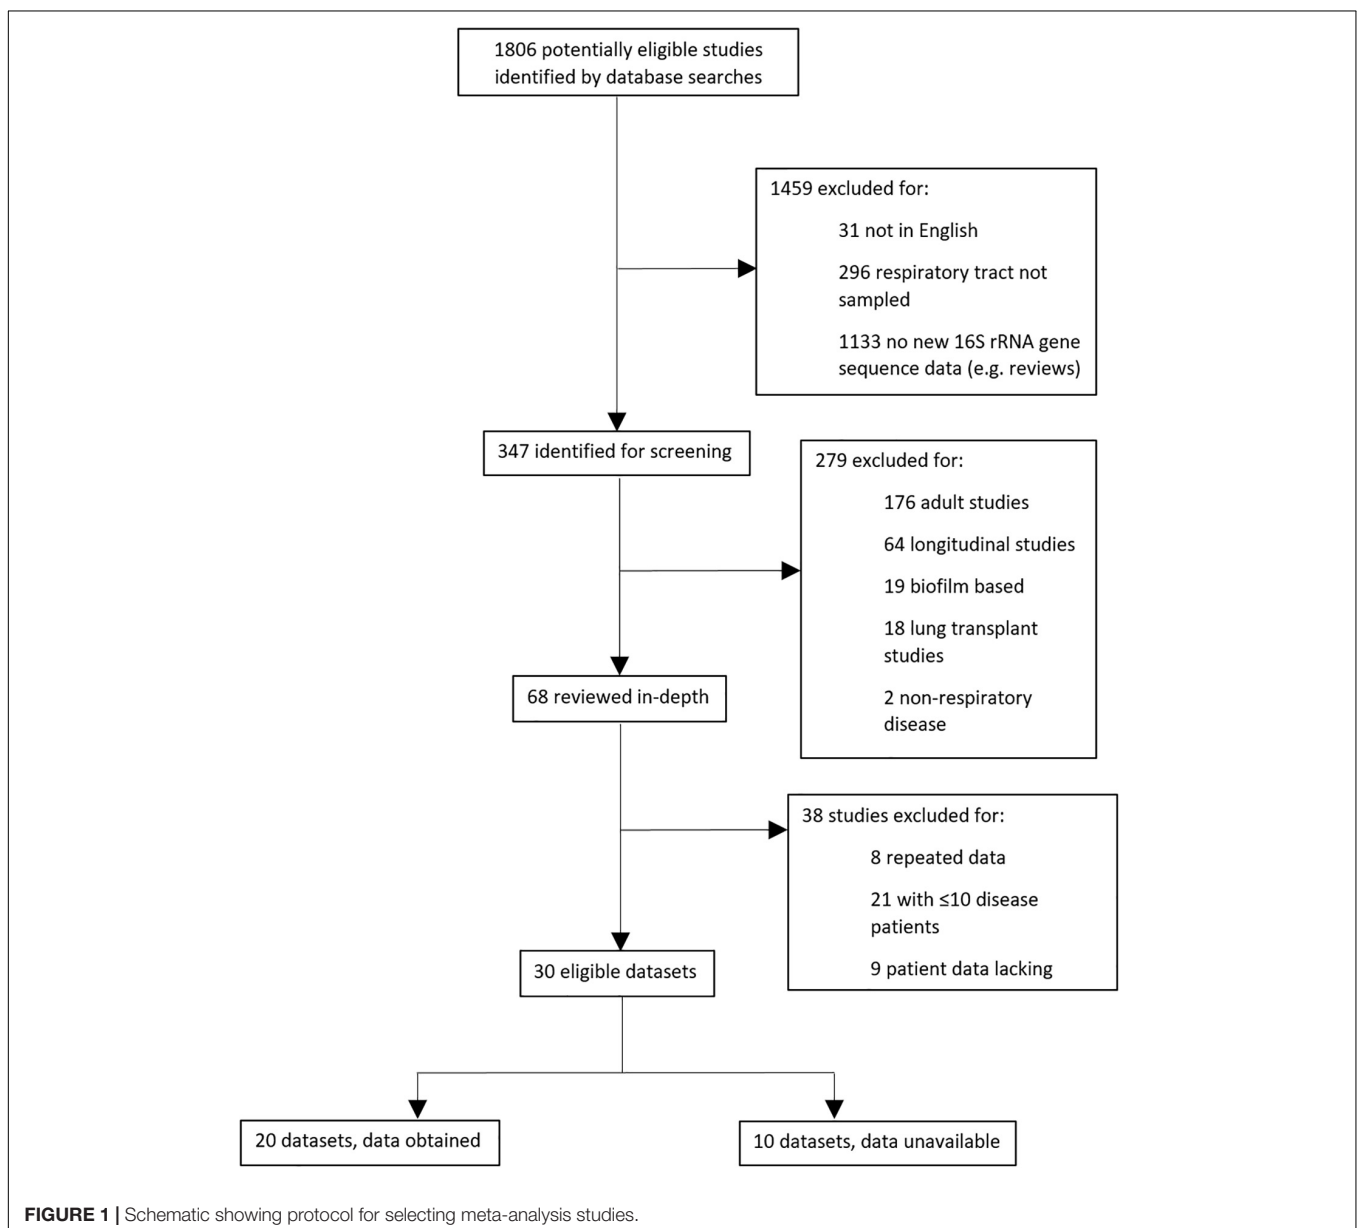 1806 potentially eligible studies
identified by database searches
1459 excluded for:
31 not in English
296 respiratory tract not
sampled
1133 no new 16S rRNA gene
sequence data (e.g. reviews)
347 identified for screening
279 excluded for:
176 adult studies
64 longitudinal studies
19 biofilm based
18 lung transplant
studies
2 non-respiratory
disease
68 reviewed in-depth
38 studies excluded for:
8 repeated data
21 with ≤10 disease
patients
9 patient data lacking
30 eligible datasets
20 datasets, data obtained
10 datasets, data unavailable
FIGURE 1 | Schematic showing protocol for selecting meta-analysis studies.